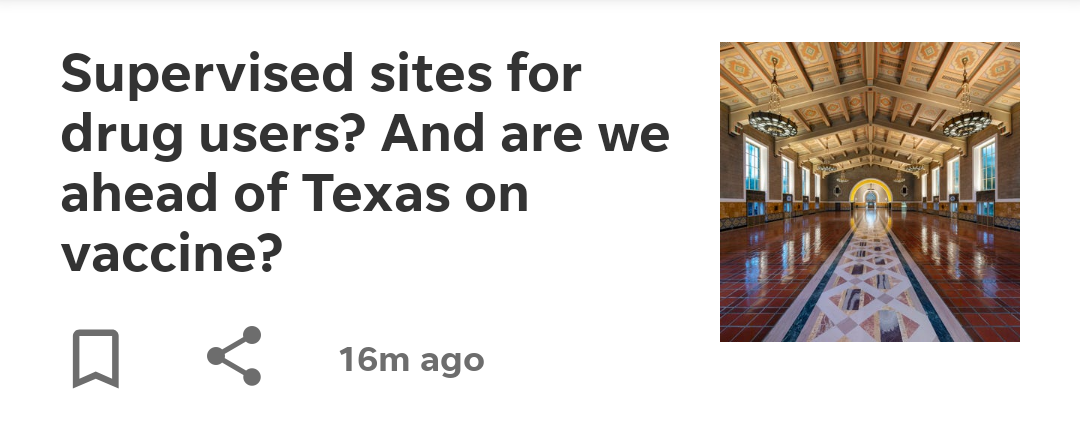 Supervised sites for
drug users? And are we
ahead of Texas on
vaccine?
16m ago